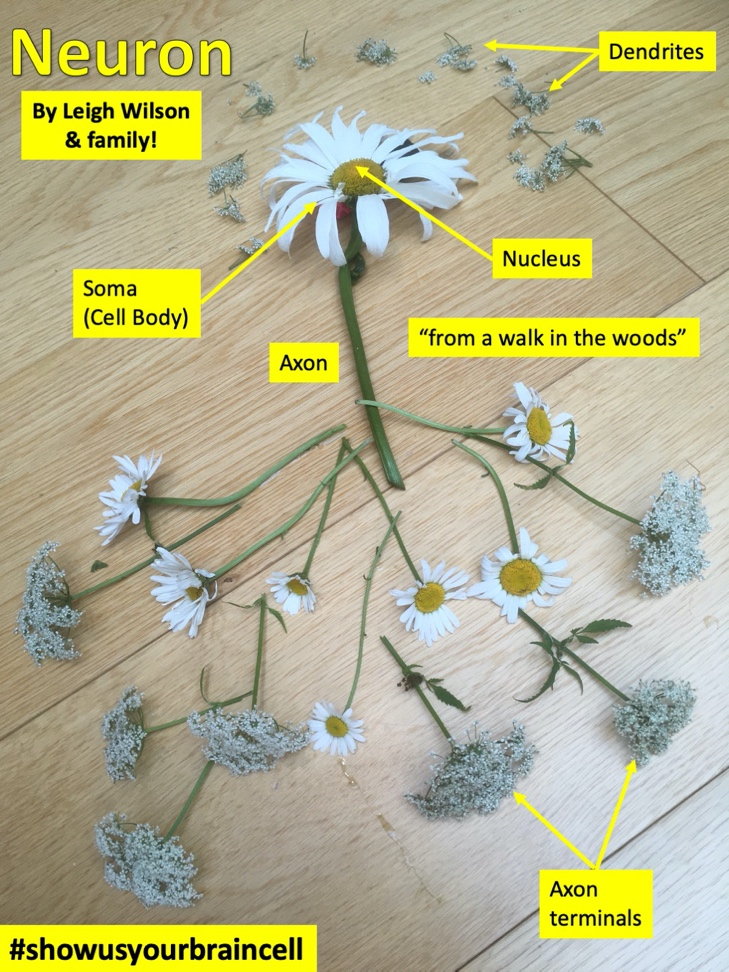 Neuron
By Leigh Wilson
& family!
Dendrites
Nucleus
Soma
(Cell Body)
“from a walk in the woods”
Axon
Axon
terminals
#showusyourbraincell